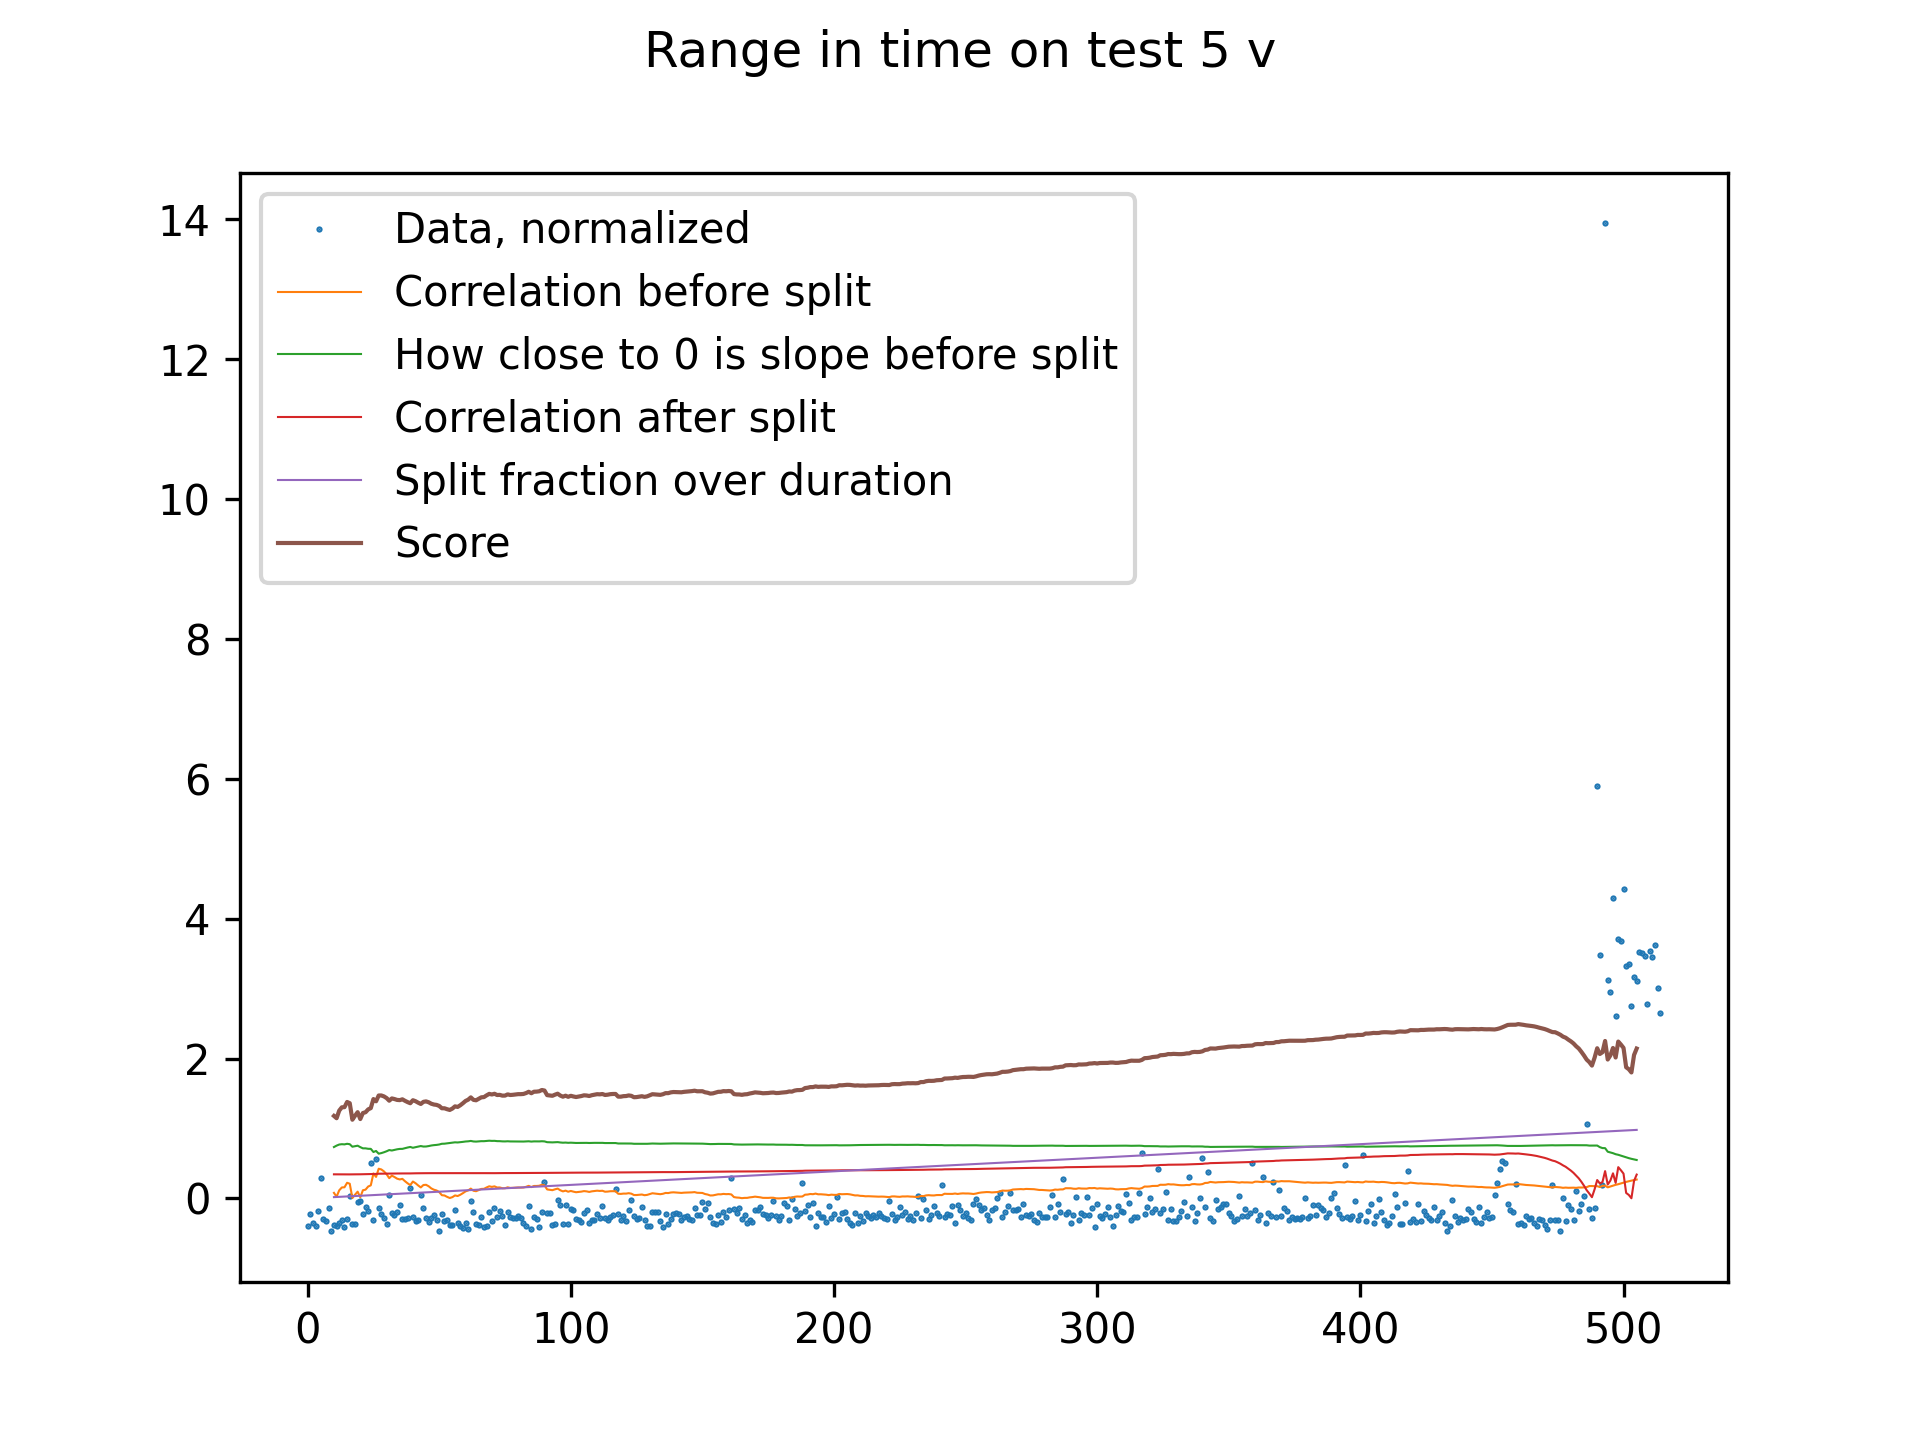 Range in time on test 5 v
14
12
10
8
6
4
2
0
Data, normalized
Correlation before split
How close to 0 is slope before split
Correlation after split
Split fraction over duration
Score
0 100 200 300 400 500